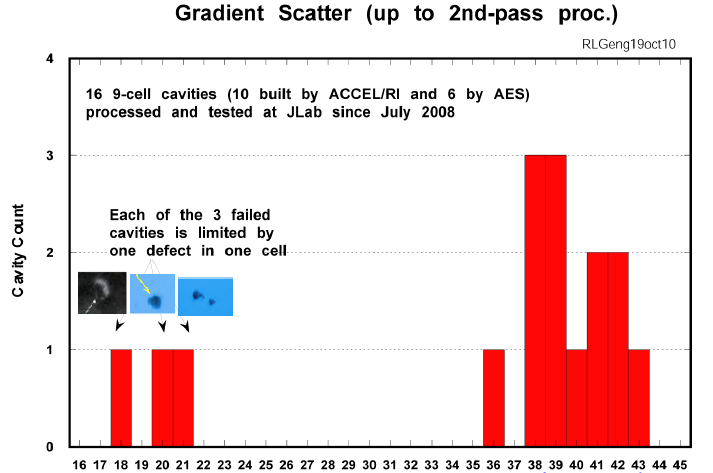 Gradient Scatter (up to 2nd-pass proc.)
RLGeng19oct10
4
16 9-cell cavities (10 built by ACCEL/RI and 6 by AES)
processed and tested at JLab since July 2008
3
Each of the 3 failed
cavities is limited by
one defect in one cell
2
1
0
Cavity Count
16 17 18 19 20 21 22 23 24 25 26 27 28 29 30 31 32 33 34 35 36 37 38 39 40 41 42 43 44 45